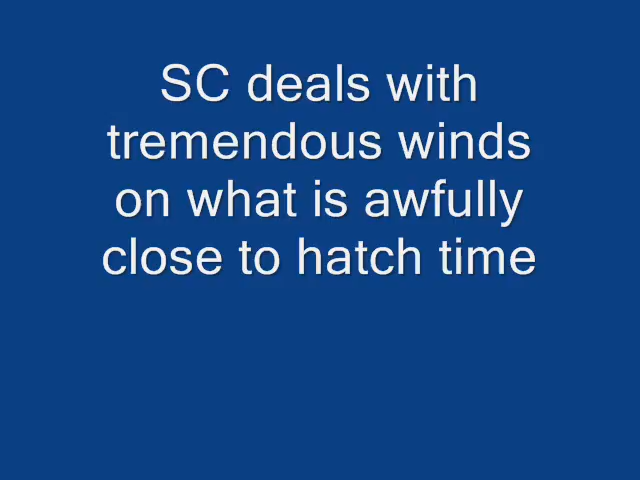 SC deals with
tremendous winds
on what is awfully
close to hatch time